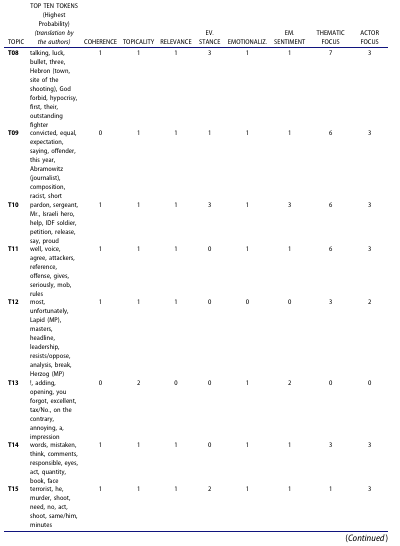 TOP TEN TOKENS
(Highest
Probability)
(translation by
the authors)
TOPIC COHERENCE TOPICALITY RELEVANCE EV. STANCE EMOTIONALIZ. EM. SENTIMENT THEMATIC FOCUS ACTOR FOCUS
T08 talking, luck, 1 1 1 3 1 1 7 3
bullet, three,
Hebron (town,
site of the
shooting), God
forbid, hypocrisy,
first, their,
outstanding
fighter
T09 convicted, equal, 0 1 1 1 1 1 6 3
expectation,
saying, offender,
this year,
Abramowitz
(journalist),
composition,
racist, short
T10 pardon, sergeant, 1 1 1 3 1 3 6 3
Mr., Israeli hero,
help, IDF soldier,
petition, release,
say, proud
T11 well, voice, 1 1 1 0 1 1 6 3
agree, attackers,
reference,
offense, gives,
seriously, mob,
rules
T12 most, 1 1 1 0 0 0 3 2
unfortunately,
Lapid (MP),
masters,
headline,
leadership,
resists/oppose,
analysis, break,
Herzog (MP)
T13 !, adding, 0 2 0 0 1 2 0 0
opening, you
forgot, excellent,
tax/No., on the
contrary,
annoying, a,
impression
T14 words, mistaken, 1 1 1 0 1 1 3 3
think, comments,
responsible, eyes,
act, quantity,
book, face
T15 terrorist, he, 1 1 1 2 1 1 1 3
murder, shoot,
need, no, act,
shoot, same/him,
minutes
(Continued)